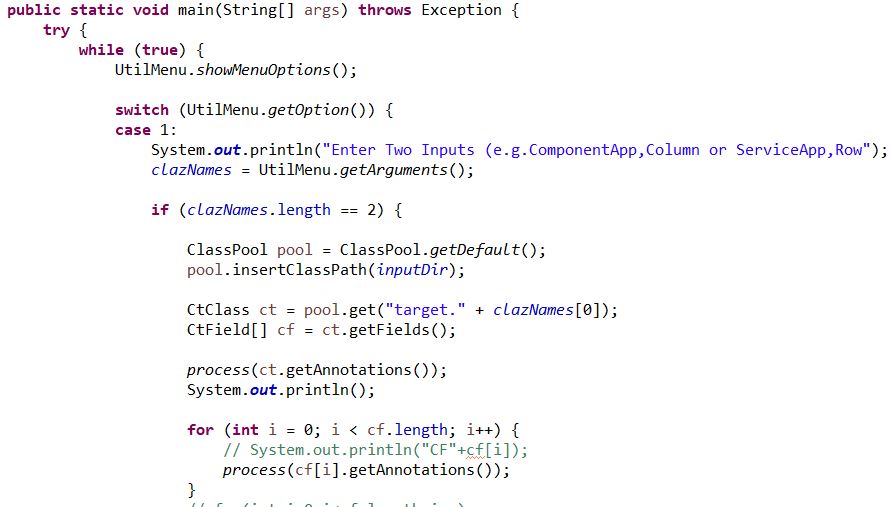 public static void main(String[] args) throws Exception {
try {
while (true) {
UtilMenu.showMenuOptions();
switch (UtilMenu.getOption()) {
case 1:
System.out.println("Enter Two Inputs (e.g.ComponentApp,Column or ServiceApp,Row");
clazNames = UtilMenu.getArguments();
if (clazNames.length == 2) {
ClassPool pool = ClassPool.getDefault();
pool.insertClassPath(inputDir);
CtClass ct = pool.get("target." + clazNames[0]);
CtField[] cf = ct.getFields();
process(ct.getAnnotations());
System.out.println();
for (int i = 0; i < cf.length; i++) {
// System.out.println("CF"+cf[i]);
process(cf[i].getAnnotations());
}